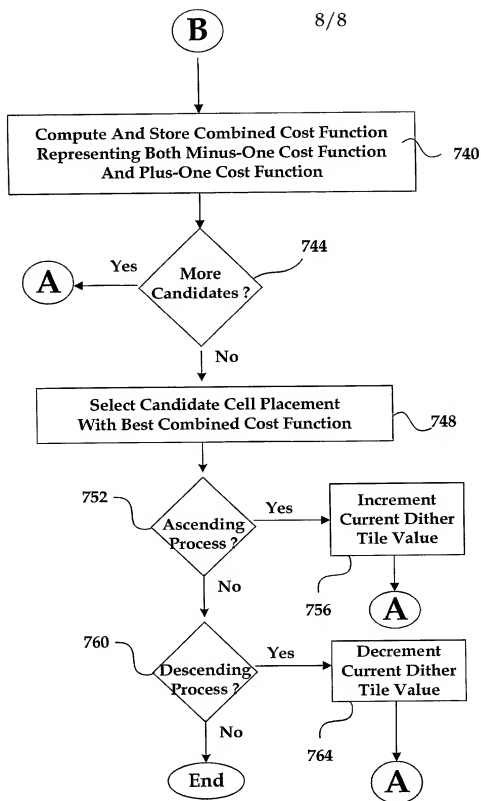 8/8
B
Compute And Store Combined Cost Function
Representing Both Minus-One Cost Function
And Plus-One Cost Function
740
744
Yes
More
Candidates ?
A
No
Select Candidate Cell Placement
With Best Combined Cost Function
748
752
Yes
Ascending
Process ?
Increment
Current Dither
Tile Value
No
756
A
760
Yes
Descending
Process ?
Decrement
Current Dither
Tile Value
No
764
End
A